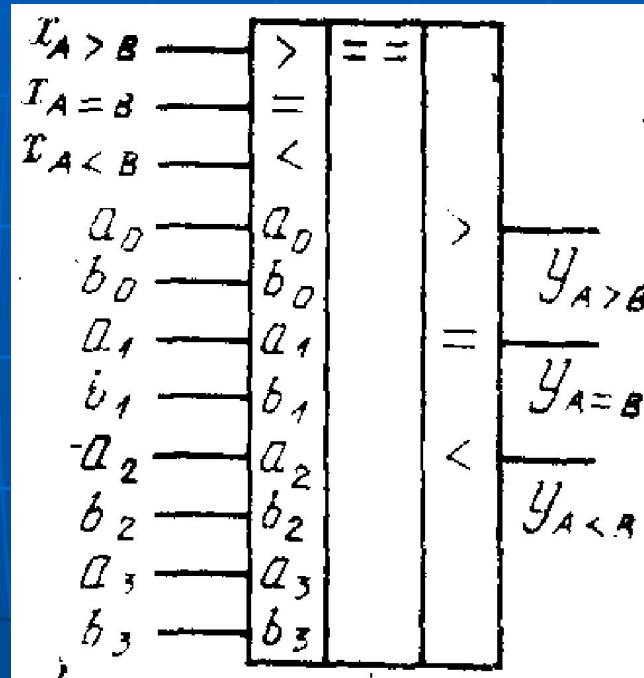 I A > B > = =
I A = B =
I A < B <
a0 a0 >
b0 b0 y A > B
a1 a1 =
b1 b1 y A = B
a2 a2 <
b2 b2 y A < B
a3 a3
b3 b3